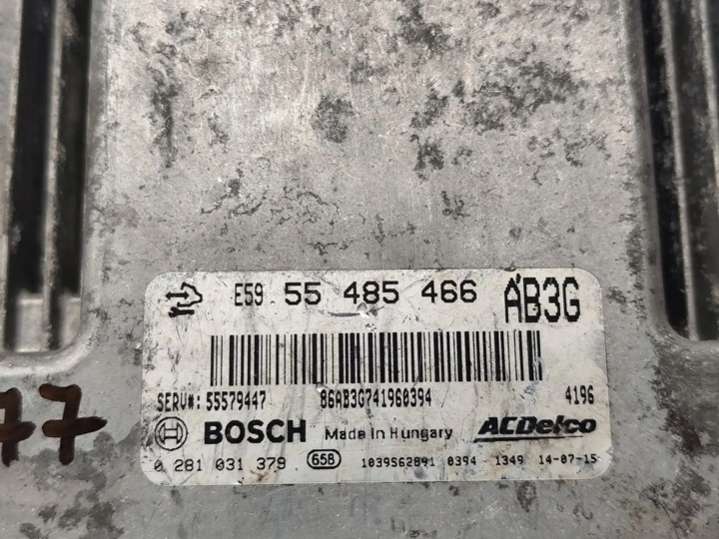 E59 55 485 466 AB3G
SERV#: 55579447 86AB3G741960394 4196
BOSCH Made in Hungary ACDelco
0 281 031 379 658 1039S62891 0394 1349 14-07-15
77